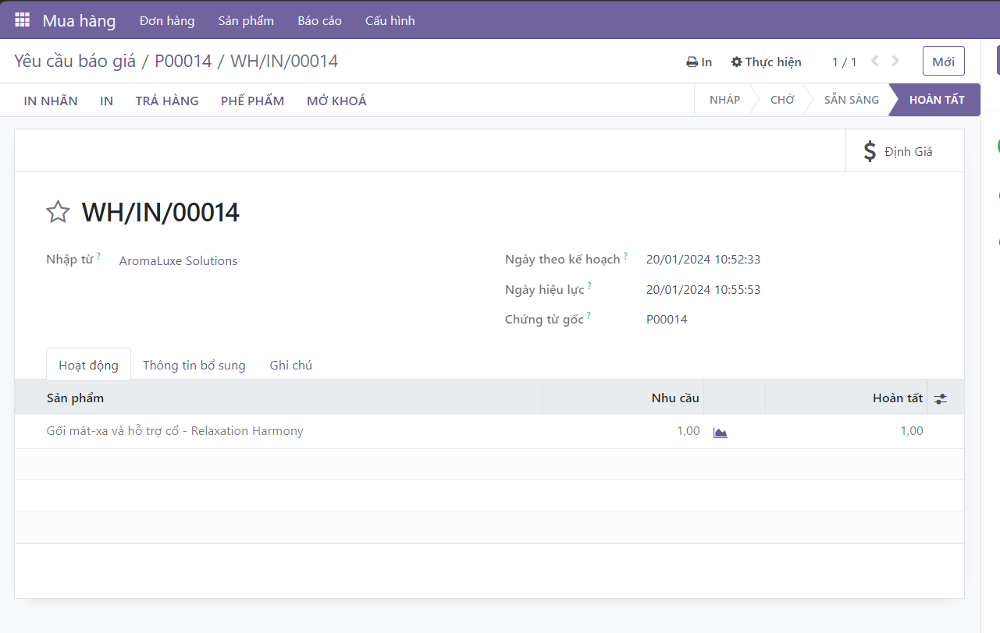 Mua hàng Đơn hàng Sản phẩm Báo cáo Cấu hình
Yêu cầu báo giá / P00014 / WH/IN/00014 In Thực hiện 1 / 1 Mới
IN NHÃN IN TRẢ HÀNG PHẾ PHẨM MỞ KHOÁ NHÁP CHỜ SẴN SÀNG HOÀN TẤT
$ Định Giá
WH/IN/00014
Nhập từ ? AromaLuxe Solutions Ngày theo kế hoạch ? 20/01/2024 10:52:33
Ngày hiệu lực ? 20/01/2024 10:55:53
Chứng từ gốc ? P00014
Hoạt động Thông tin bổ sung Ghi chú
Sản phẩm Nhu cầu Hoàn tất
Gối mát-xa và hỗ trợ cổ - Relaxation Harmony 1,00 1,00